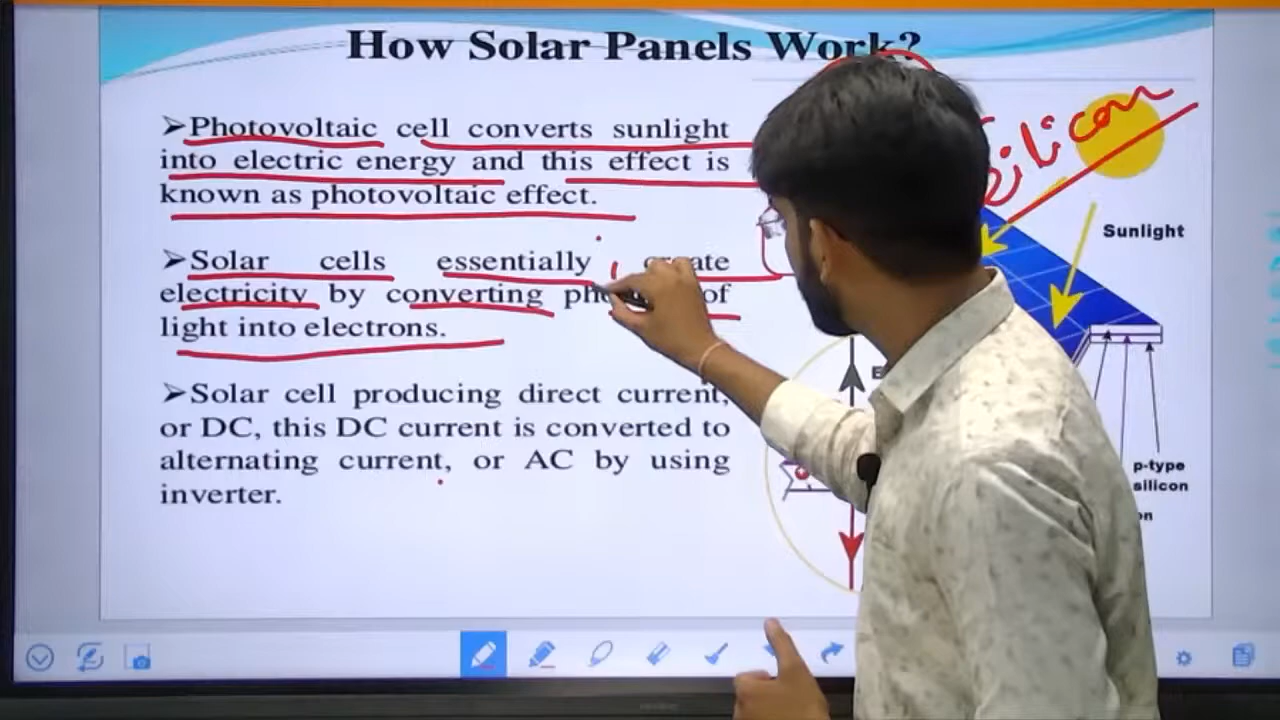 How Solar Panels Work?
➢Photovoltaic cell converts sunlight
into electric energy and this effect is
known as photovoltaic effect.
➢Solar cells essentially create
electricity by converting of
light into electrons.
➢Solar cell producing direct current,
or DC, this DC current is converted to
alternating current, or AC by using
inverter.
Silicon
Sunlight
p-type
silicon